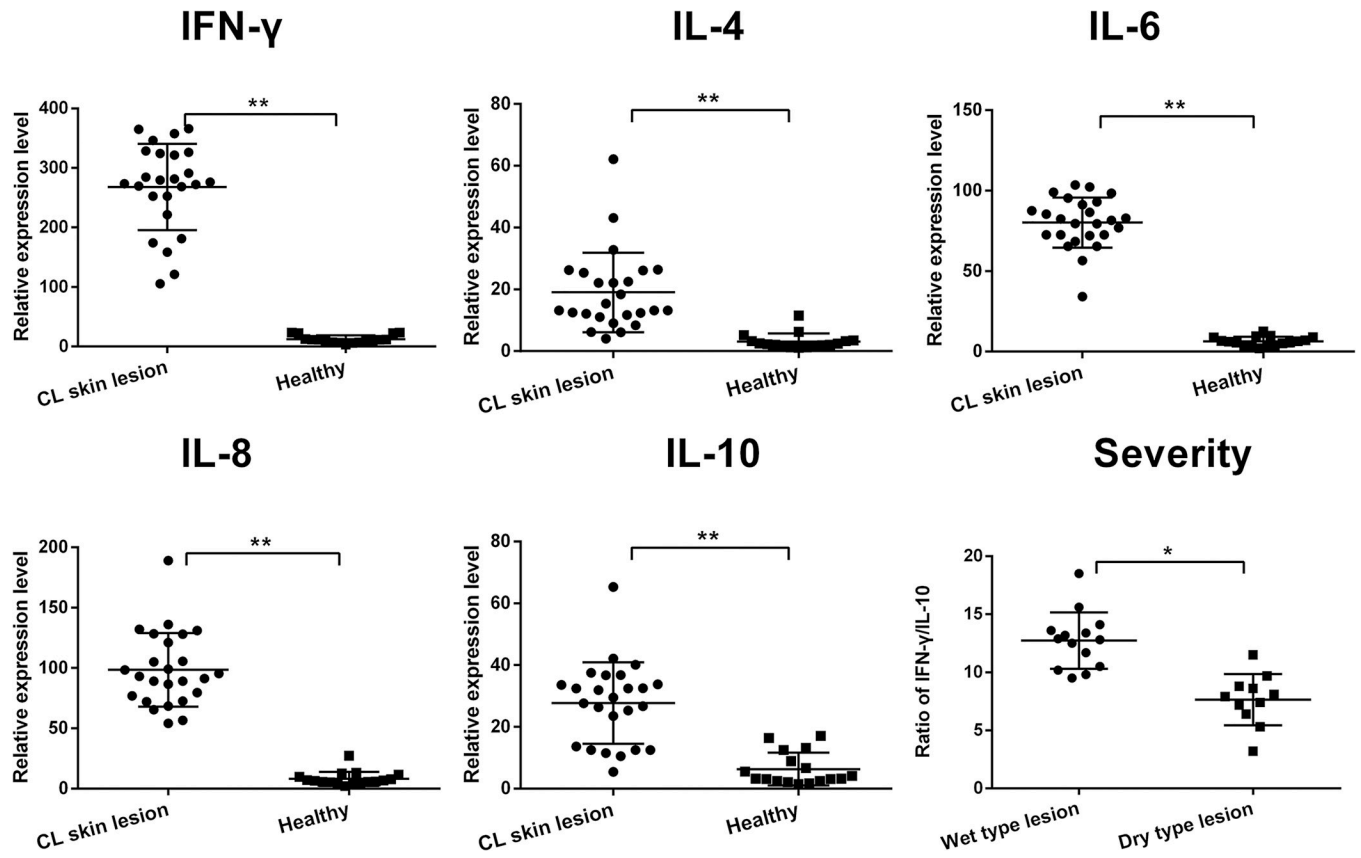 IFN-γ
IL-4
IL-6
Relative expression level
400
300
200
100
0
**
CL skin lesion
Healthy
Relative expression level
80
60
40
20
0
**
CL skin lesion
Healthy
Relative expression level
150
100
50
0
**
CL skin lesion
Healthy
IL-8
IL-10
Severity
Relative expression level
200
150
100
50
0
**
CL skin lesion
Healthy
Relative expression level
80
60
40
20
0
**
CL skin lesion
Healthy
Ratio of IFN-γ/IL-10
20
15
10
5
0
*
Wet type lesion
Dry type lesion